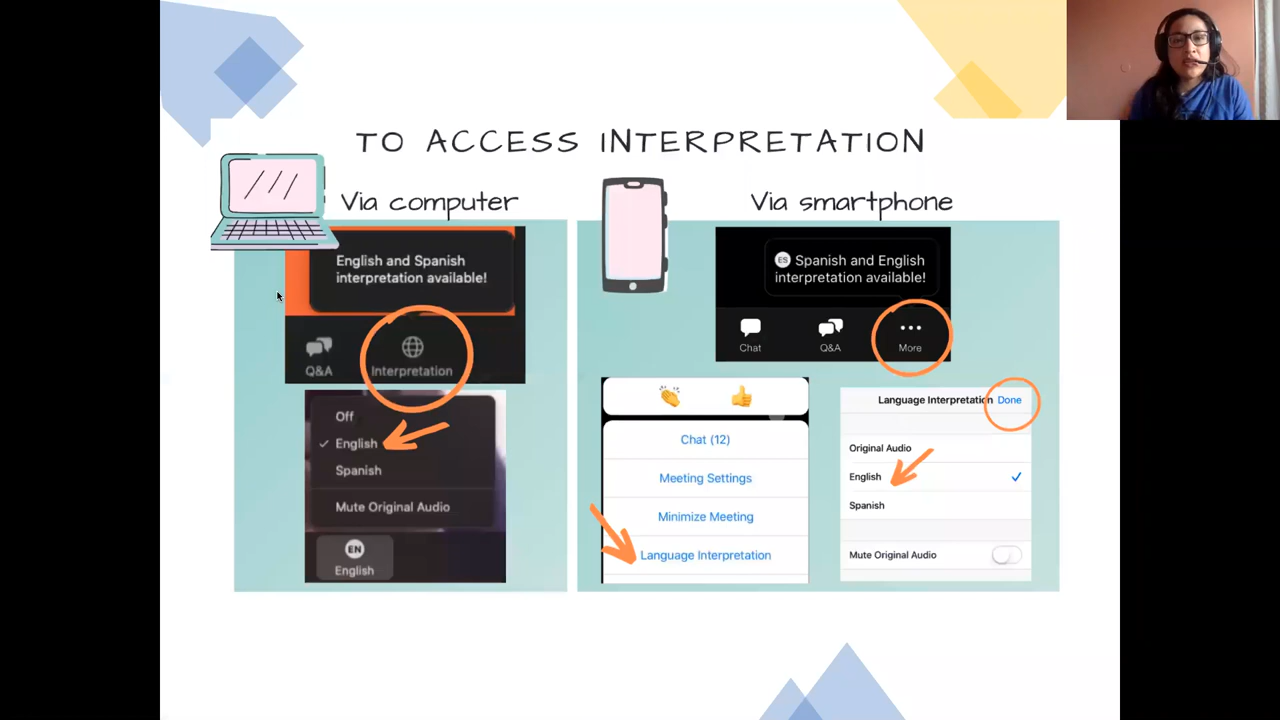 TO ACCESS INTERPRETATION
Via computer
English and Spanish
interpretation available!
Q&A
Interpretation
Off
English
Spanish
Mute Original Audio
EN
English
Via smartphone
ES Spanish and English
interpretation available!
Chat
Q&A
More
Chat (12)
Meeting Settings
Minimize Meeting
Language Interpretation
Language Interpretation Done
Original Audio
English
Spanish
Mute Original Audio